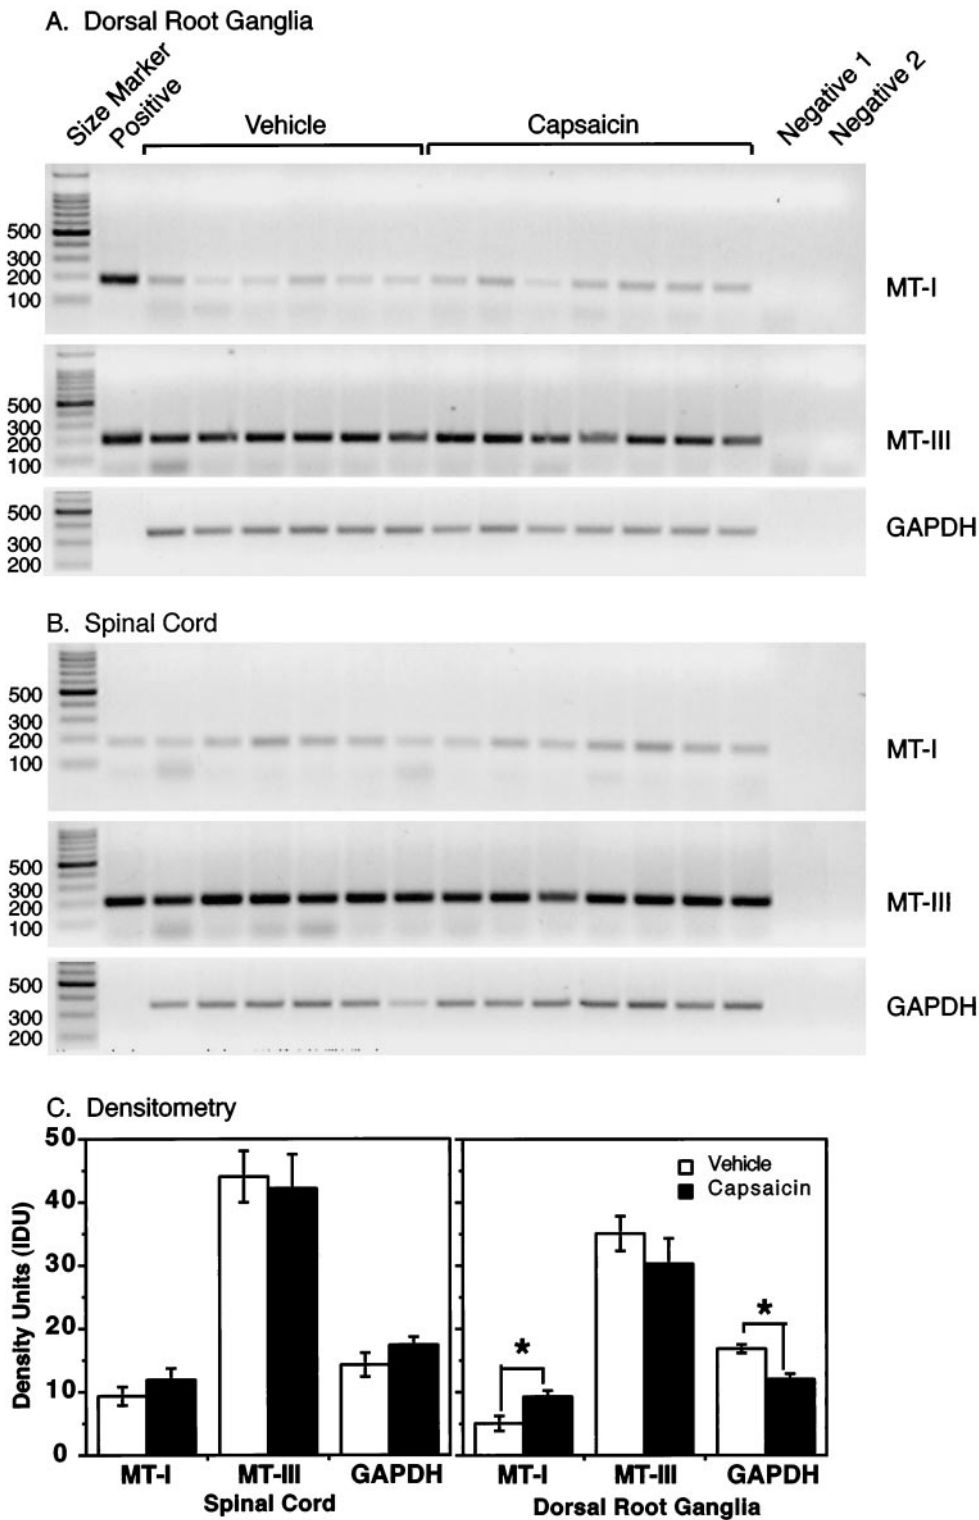 A. Dorsal Root Ganglia
Size Marker
Positive
Vehicle
Capsaicin
Negative 1
Negative 2
500
300
200
100
MT-I
500
300
200
100
MT-III
500
300
200
GAPDH
B. Spinal Cord
500
300
200
100
MT-I
500
300
200
100
MT-III
500
300
200
GAPDH
C. Densitometry
Density Units (IDU)
50
40
30
20
10
0
Vehicle
Capsaicin
*
*
MT-I MT-III GAPDH
Spinal Cord
MT-I MT-III GAPDH
Dorsal Root Ganglia